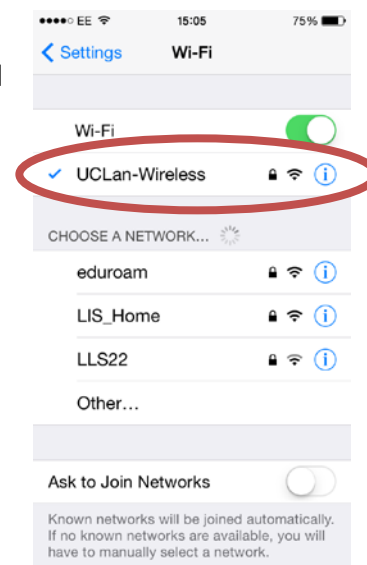 EE 15:05 75%
Settings Wi-Fi
Wi-Fi
UCLan-Wireless
CHOOSE A NETWORK...
eduroam
LIS_Home
LLS22
Other...
Ask to Join Networks
Known networks will be joined automatically.
If no known networks are available, you will
have to manually select a network.